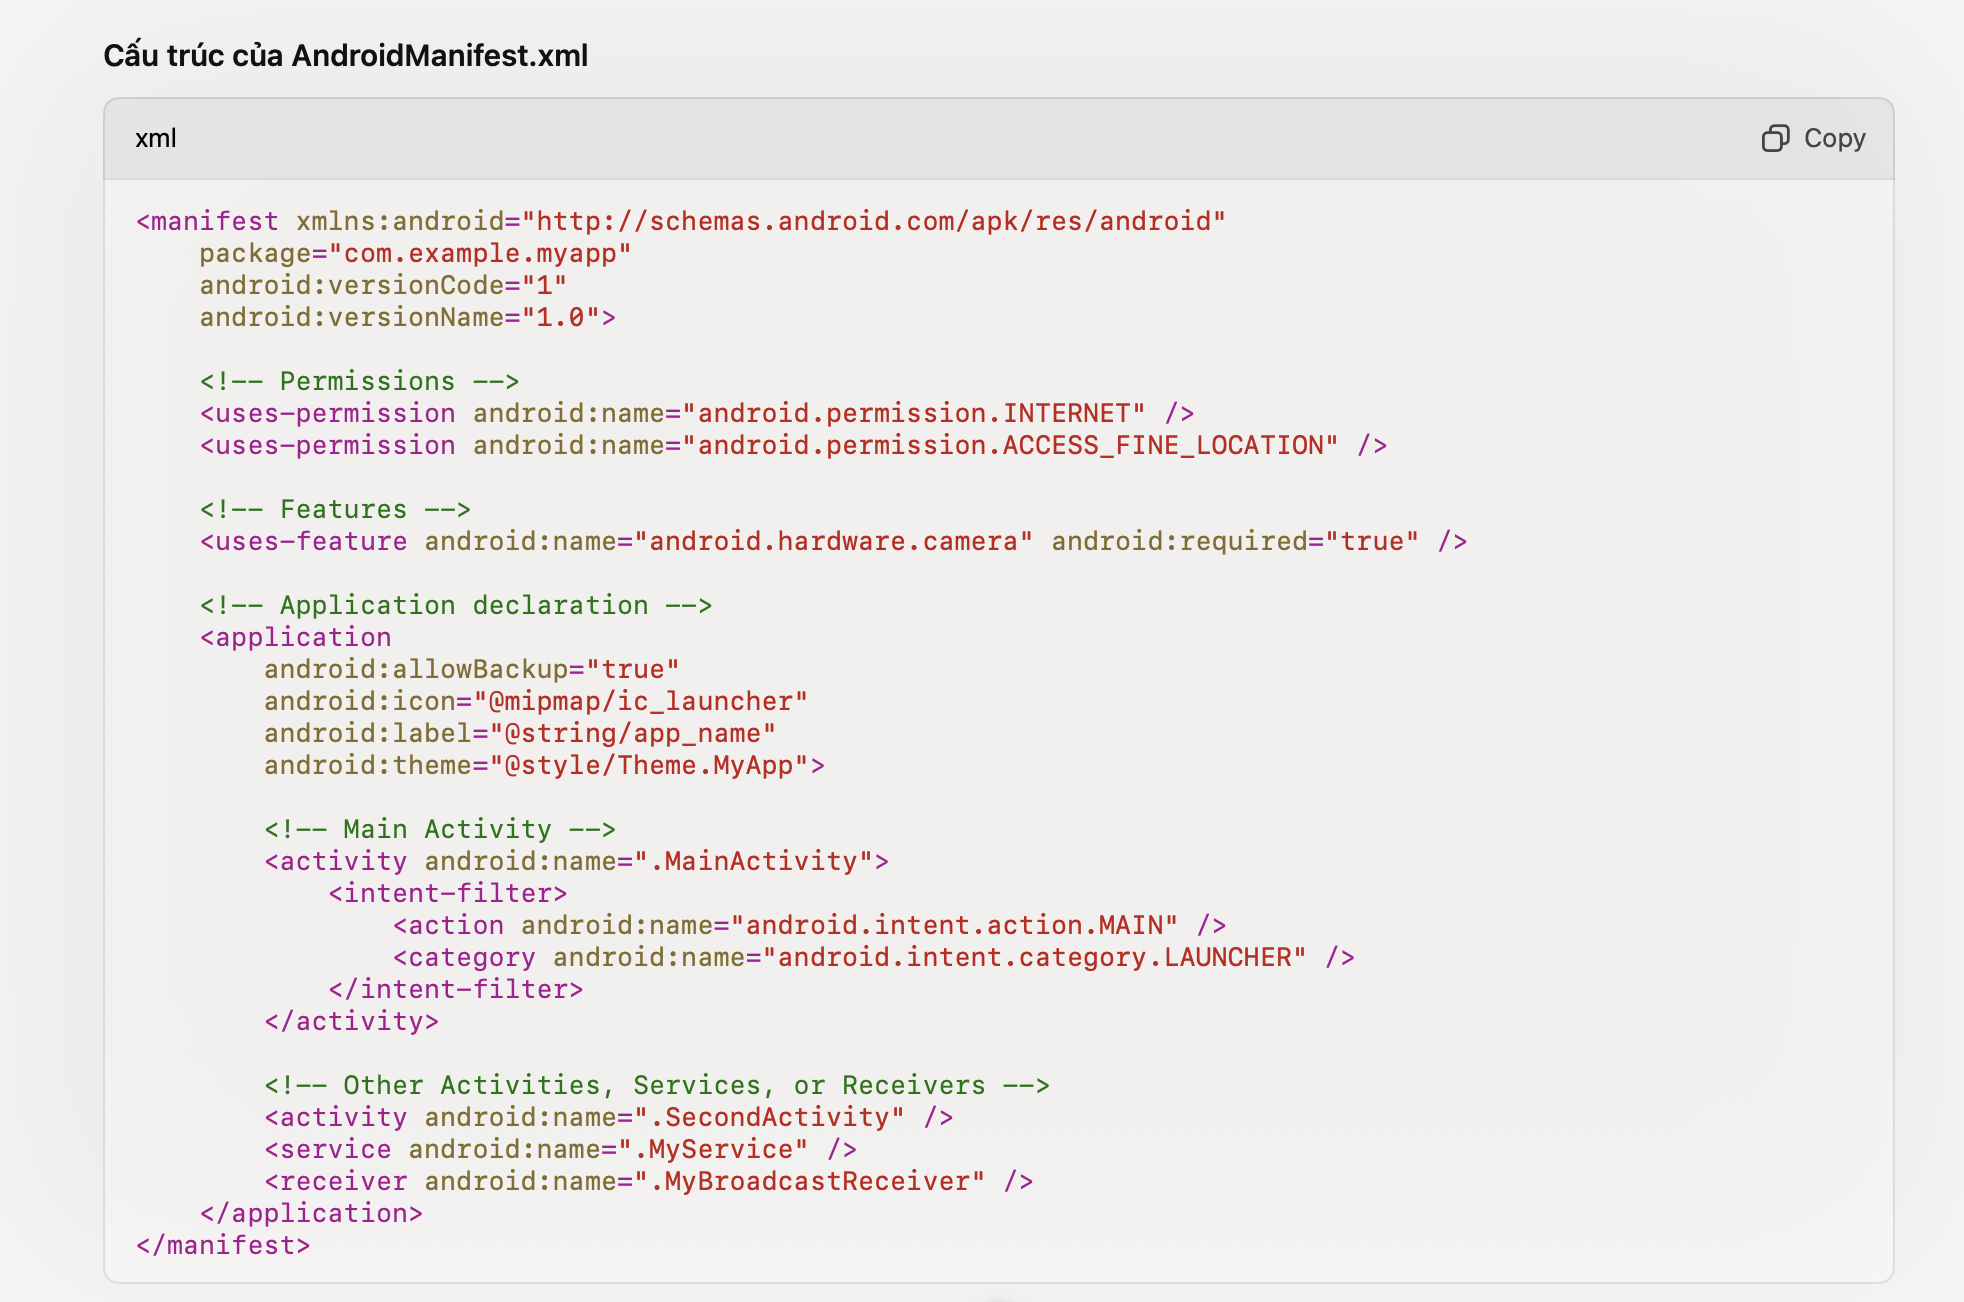 Cấu trúc của AndroidManifest.xml
xml
Copy
<manifest xmlns:android="http://schemas.android.com/apk/res/android"
    package="com.example.myapp"
    android:versionCode="1"
    android:versionName="1.0">

    <!-- Permissions -->
    <uses-permission android:name="android.permission.INTERNET" />
    <uses-permission android:name="android.permission.ACCESS_FINE_LOCATION" />

    <!-- Features -->
    <uses-feature android:name="android.hardware.camera" android:required="true" />

    <!-- Application declaration -->
    <application
        android:allowBackup="true"
        android:icon="@mipmap/ic_launcher"
        android:label="@string/app_name"
        android:theme="@style/Theme.MyApp">

        <!-- Main Activity -->
        <activity android:name=".MainActivity">
            <intent-filter>
                <action android:name="android.intent.action.MAIN" />
                <category android:name="android.intent.category.LAUNCHER" />
            </intent-filter>
        </activity>

        <!-- Other Activities, Services, or Receivers -->
        <activity android:name=".SecondActivity" />
        <service android:name=".MyService" />
        <receiver android:name=".MyBroadcastReceiver" />
    </application>
</manifest>